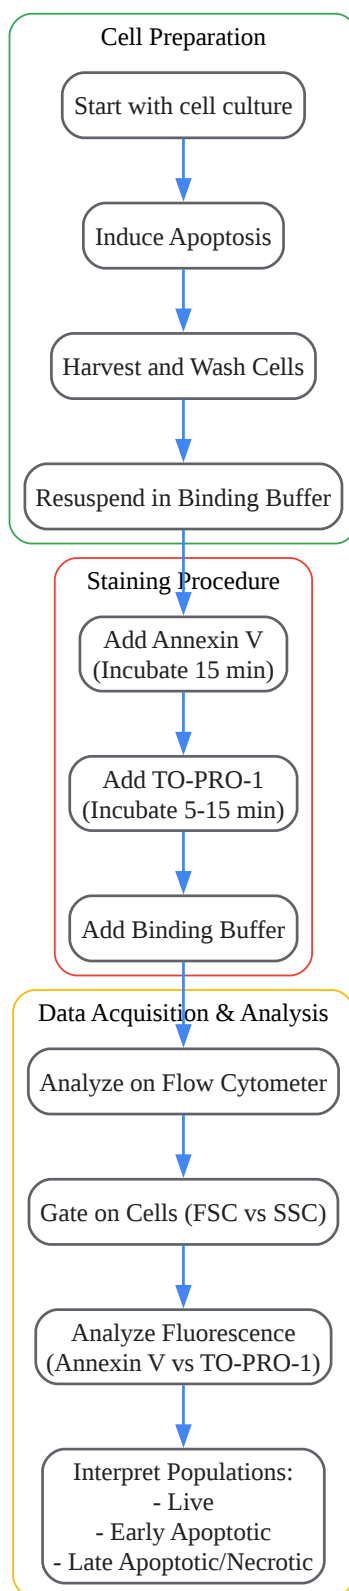 Cell Preparation
Start with cell culture
Induce Apoptosis
Harvest and Wash Cells
Resuspend in Binding Buffer
Staining Procedure
Add Annexin V
(Incubate 15 min)
Add TO-PRO-1
(Incubate 5-15 min)
Add Binding Buffer
Data Acquisition & Analysis
Analyze on Flow Cytometer
Gate on Cells (FSC vs SSC)
Analyze Fluorescence
(Annexin V vs TO-PRO-1)
Interpret Populations:
- Live
- Early Apoptotic
- Late Apoptotic/Necrotic